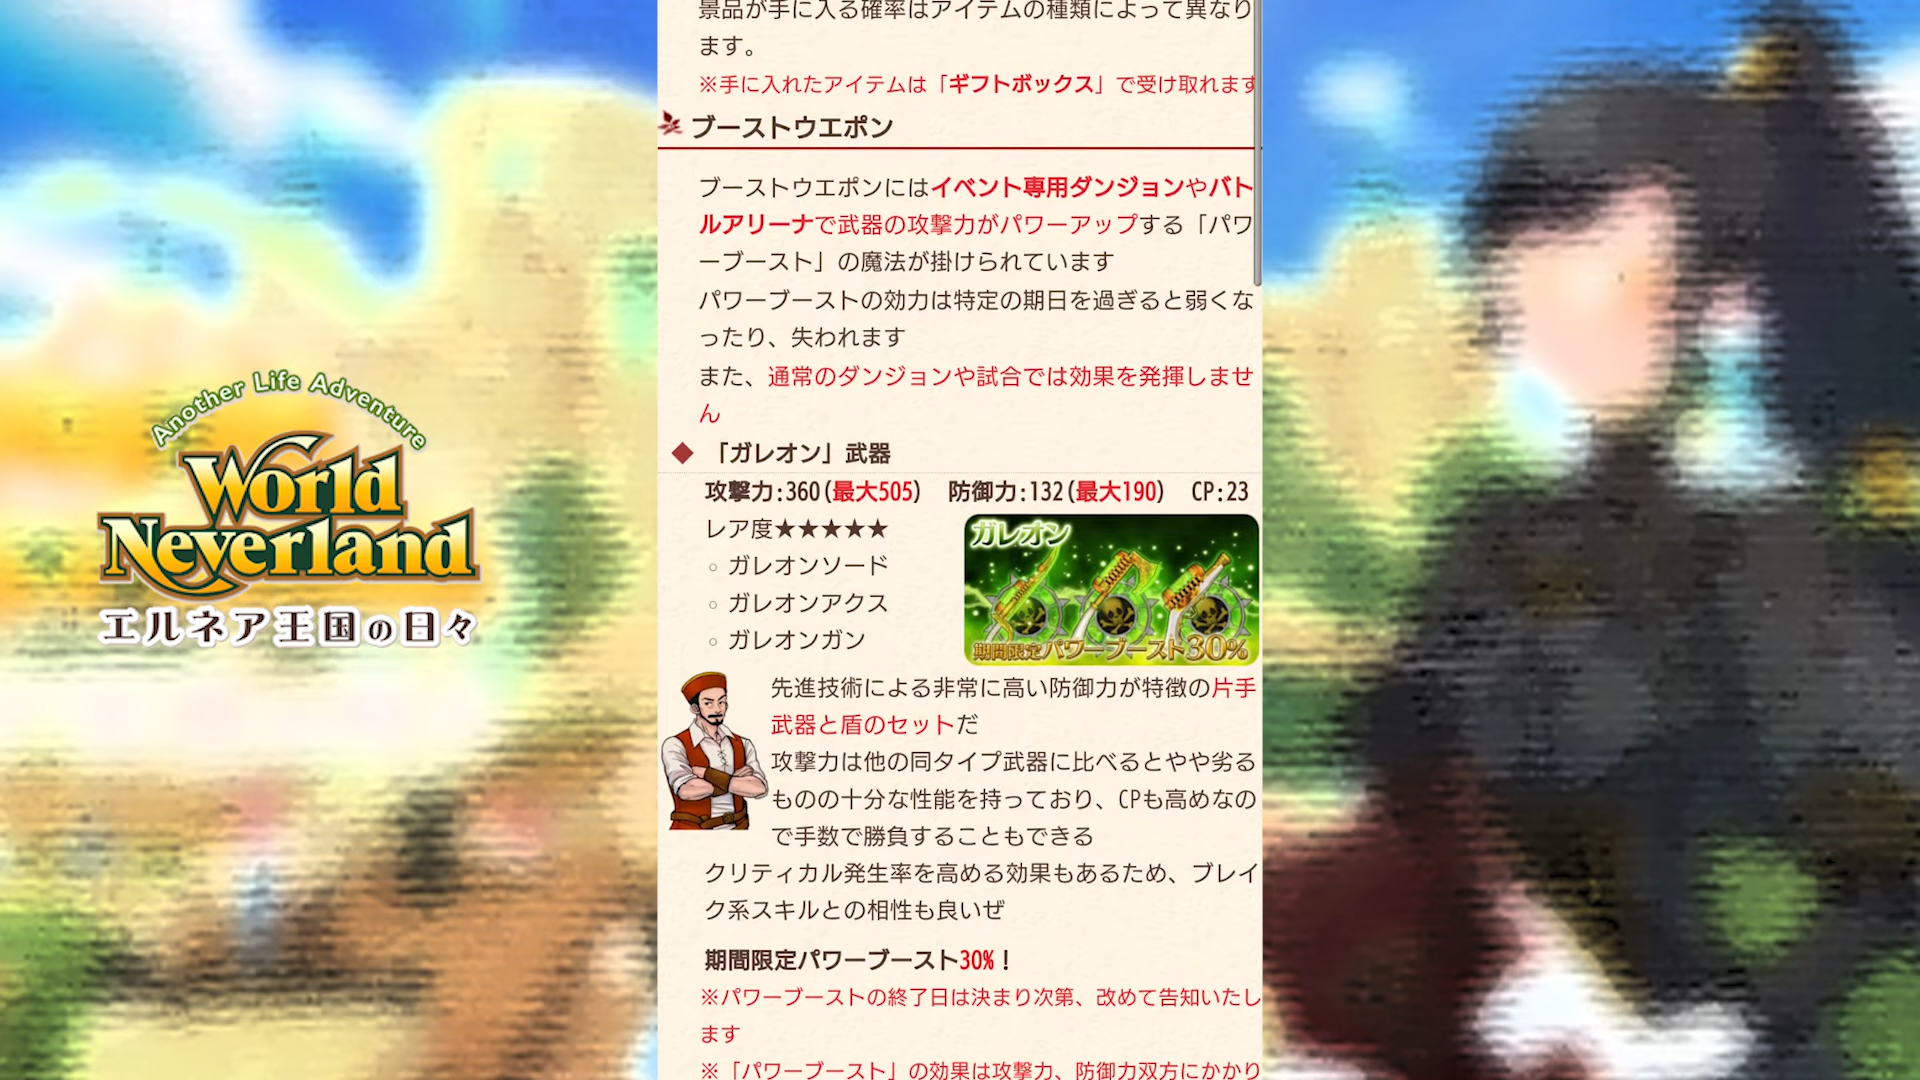 景品が手に入る確率はアイテムの種類によって異なり
ます。
※手に入れたアイテムは「ギフトボックス」で受け取れます
ブーストウエポン
ブーストウエポンにはイベント専用ダンジョンやバト
ルアリーナで武器の攻撃力がパワーアップする「パワ
ーブースト」の魔法が掛けられています
パワーブーストの効力は特定の期日を過ぎると弱くな
ったり、失われます
また、通常のダンジョンや試合では効果を発揮しませ
ん
「ガレオン」武器
攻撃力:360(最大505) 防御力:132(最大190) CP:23
レア度★★★★★
ガレオンソード
ガレオンアクス
ガレオンガン
ガレオン
期間限定パワーブースト30%
先進技術による非常に高い防御力が特徴の片手
武器と盾のセットだ
攻撃力は他の同タイプ武器に比べるとやや劣る
ものの十分な性能を持っており、CPも高めなの
で手数で勝負することもできる
クリティカル発生率を高める効果もあるため、ブレイ
ク系スキルとの相性も良いぜ
期間限定パワーブースト30%!
※パワーブーストの終了日は決まり次第、改めて告知いたし
ます
※「パワーブースト」の効果は攻撃力、防御力双方にかかり
Another Life Adventure
World
Neverland
エルネア王国の日々